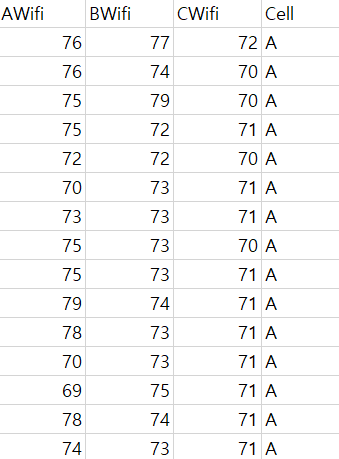 AWifi BWifi CWifi Cell
76 77 72 A
76 74 70 A
75 79 70 A
75 72 71 A
72 72 70 A
70 73 71 A
73 73 71 A
75 73 70 A
75 73 71 A
79 74 71 A
78 73 71 A
70 73 71 A
69 75 71 A
78 74 71 A
74 73 71 A